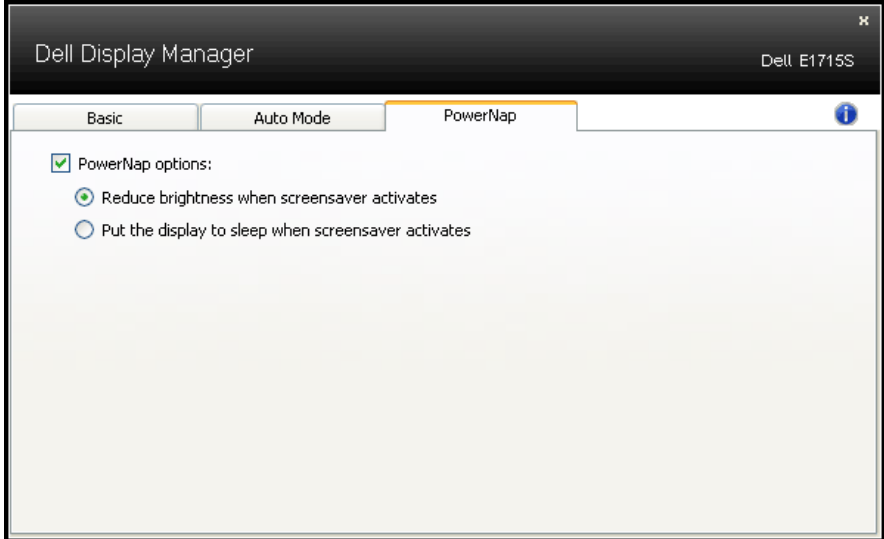 Dell Display Manager
Dell E1715S
Basic
Auto Mode
PowerNap
PowerNap options:
Reduce brightness when screensaver activates
Put the display to sleep when screensaver activates